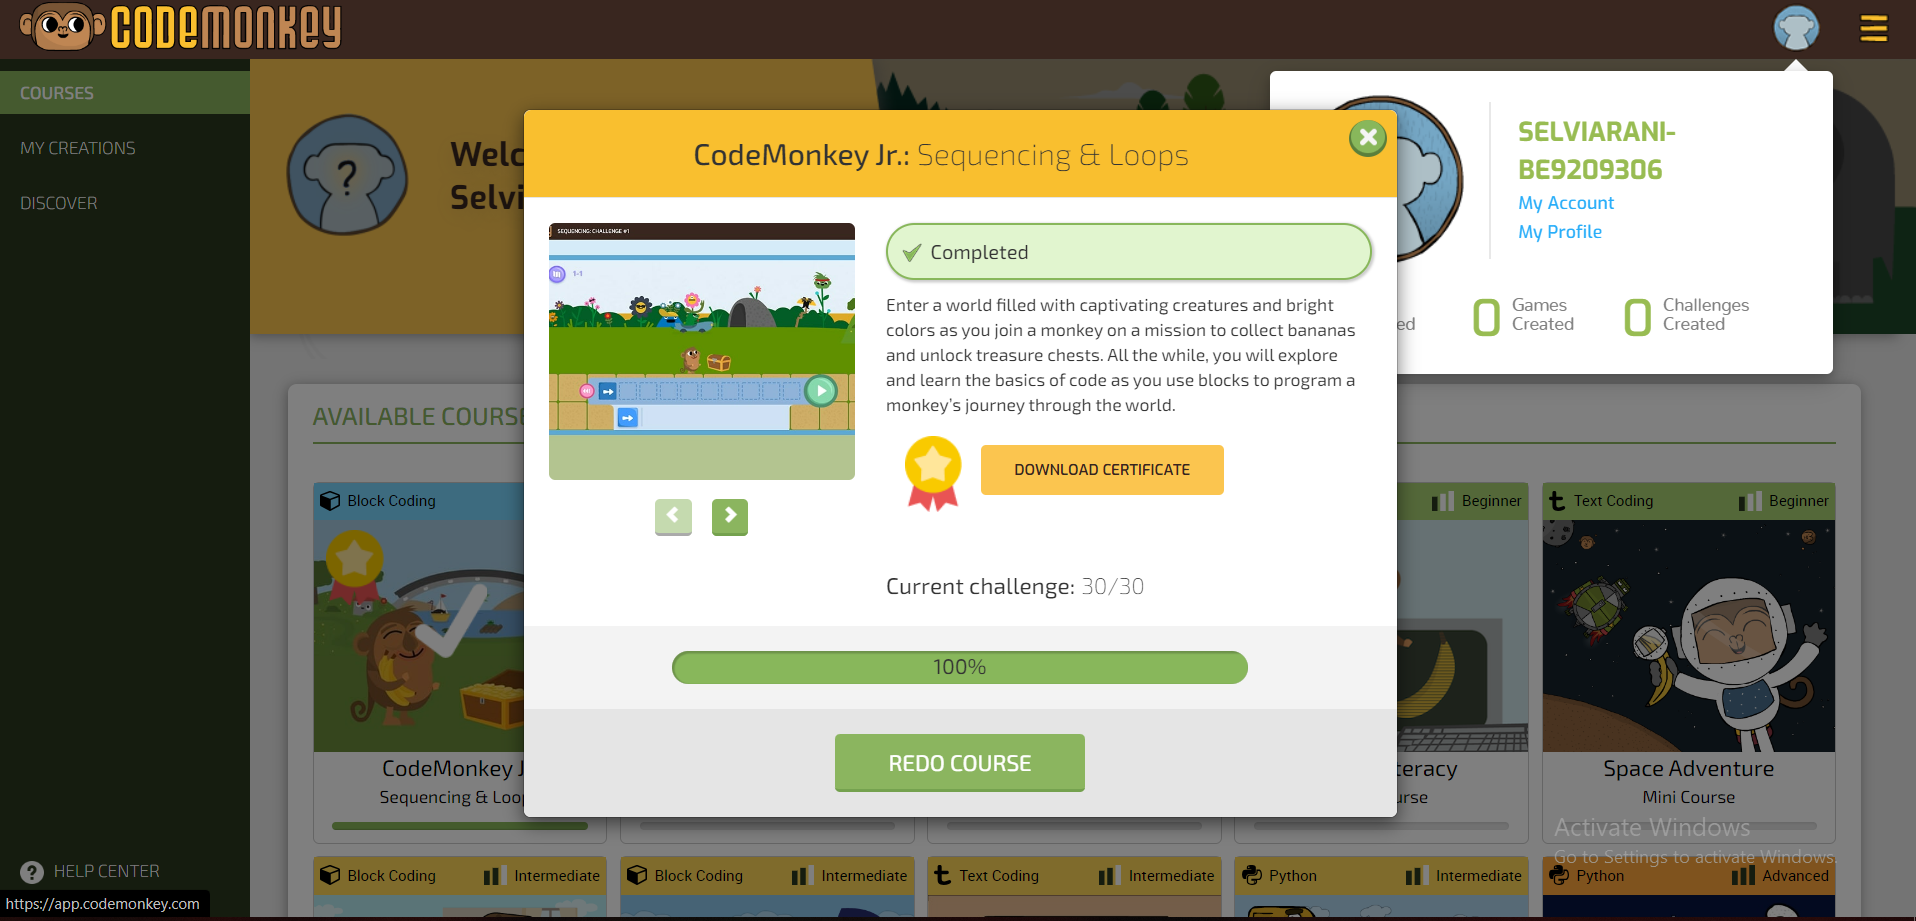 CODEMONKEY
COURSES
MY CREATIONS
DISCOVER
HELP CENTER
https://app.codemonkey.com
Welc
Selvi
?
SELVIARANI-
BE9209306
My Account
My Profile
ed
0 Games Created
0 Challenges Created
CodeMonkey Jr.: Sequencing & Loops
SEQUENCING: CHALLENGE #1
1-1
Completed
Enter a world filled with captivating creatures and bright
colors as you join a monkey on a mission to collect bananas
and unlock treasure chests. All the while, you will explore
and learn the basics of code as you use blocks to program a
monkey's journey through the world.
DOWNLOAD CERTIFICATE
Current challenge: 30/30
100%
REDO COURSE
AVAILABLE COURS
Block Coding
CodeMonkey J
Sequencing & Loo
Beginner
teracy
urse
Text Coding Beginner
Space Adventure
Mini Course
Activate Windows
Go to Settings to activate Windows.
Block Coding Intermediate
Block Coding Intermediate
Text Coding Intermediate
Python Intermediate
Python Advanced